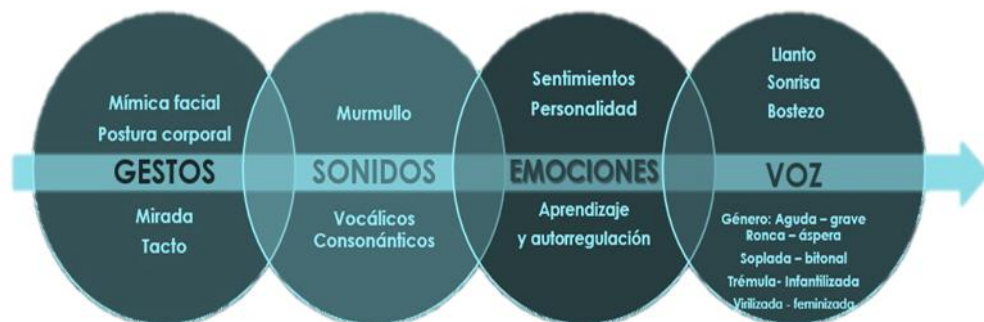 Mímica facial
Postura corporal
GESTOS
Mirada
Tacto
Murmullo
SONIDOS
Vocálicos
Consonánticos
Sentimientos
Personalidad
EMOCIONES
Aprendizaje
y autorregulación
Llanto
Sonrisa
Bostezo
VOZ
Género: Aguda – grave
Ronca – áspera
Soplada – bitonal
Trémula- Infantilizada
Virilizada - feminizada